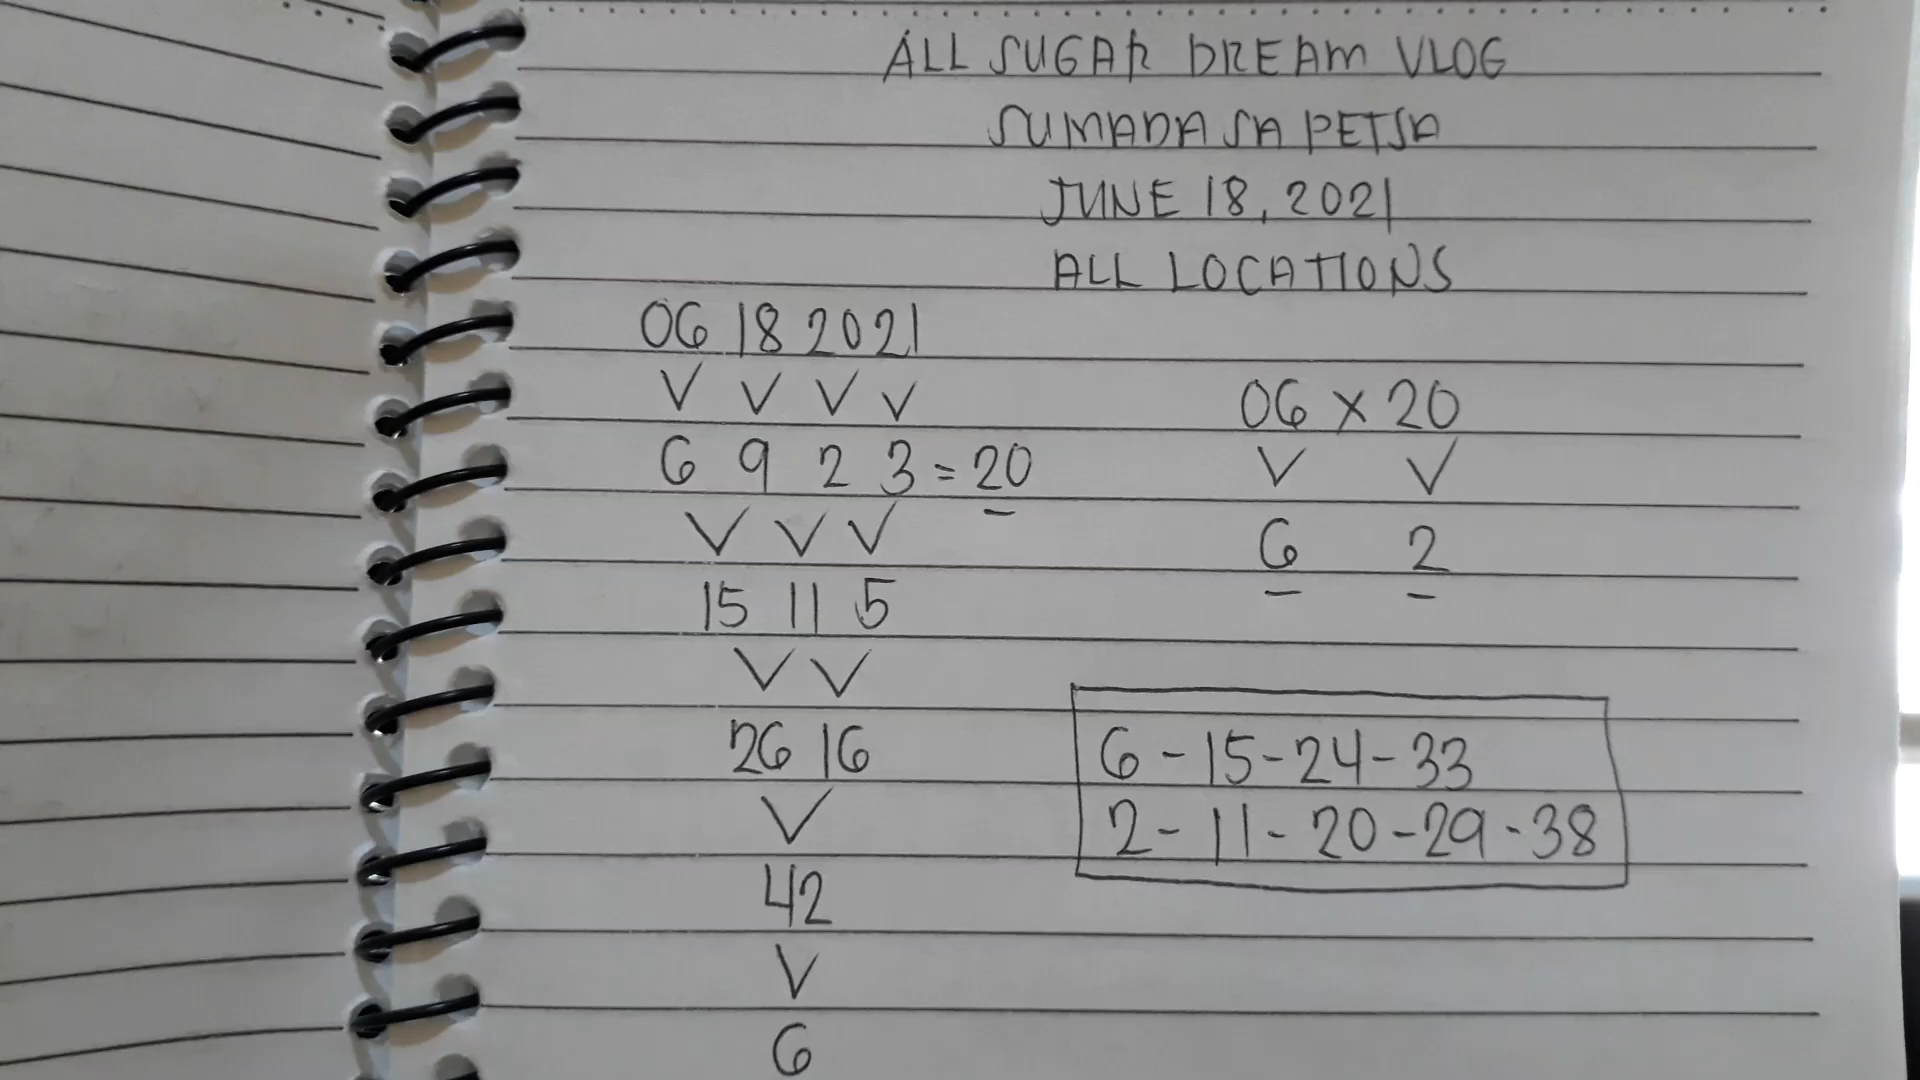 ALL SUGAR DREAM VLOG
SUMADA SA PETSA
JUNE 18, 2021
ALL LOCATIONS
06 18 2021
V V V V
6 9 2 3 = 20
V V V
15 11 5
V V
26 16
V
42
V
6
06 x 20
V V
6 2
6 - 15 - 24 - 33
2 - 11 - 20 - 29 - 38